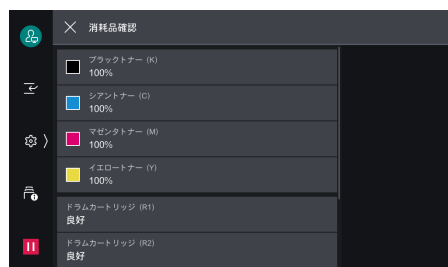 消耗品確認
ブラックトナー (K)
100%
シアントナー (C)
100%
マゼンタトナー (M)
100%
イエロートナー (Y)
100%
ドラムカートリッジ (R1)
良好
ドラムカートリッジ (R2)
良好